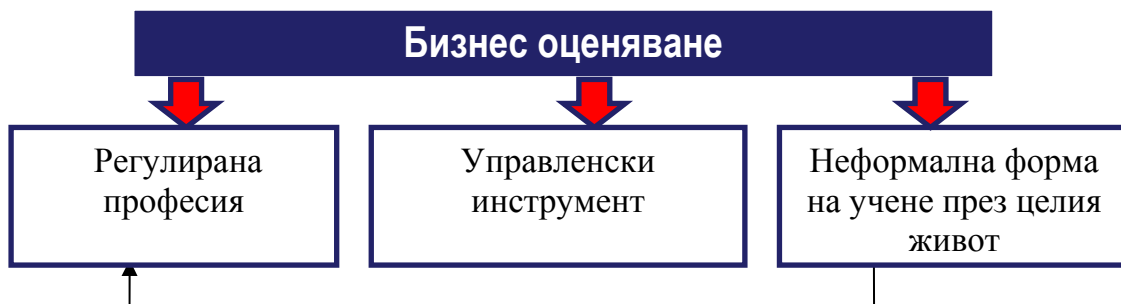 Бизнес оценяване
Регулирана
професия
Управленски
инструмент
Неформална форма
на учене през целия
живот